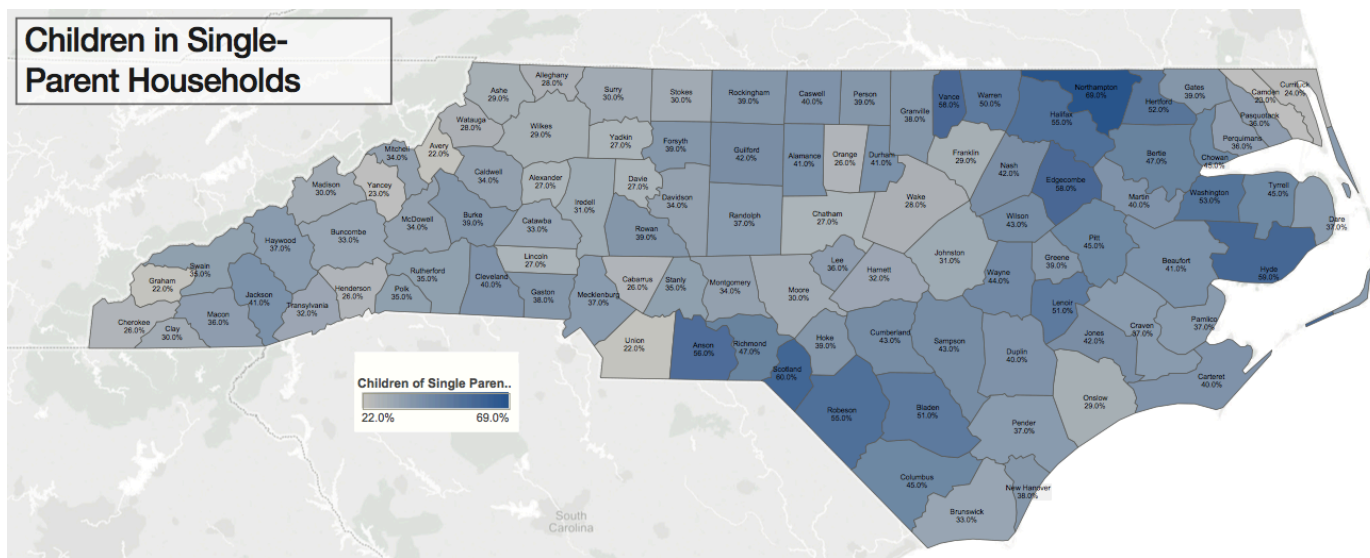 Children in Single-
Parent Households
Alleghany
28.0%
Ashe
29.0%
Surry
30.0%
Stokes
30.0%
Rockingham
39.0%
Caswell
40.0%
Person
39.0%
Granville
38.0%
Vance
58.0%
Warren
50.0%
Northampton
69.0%
Hertford
52.0%
Gates
39.0%
Camden
23.0%
Currituck
24.0%
Pasquotank
36.0%
Perquimans
36.0%
Chowan
45.0%
Halifax
55.0%
Watauga
28.0%
Wilkes
29.0%
Yadkin
27.0%
Forsyth
39.0%
Guilford
42.0%
Alamance
41.0%
Orange
26.0%
Durham
41.0%
Franklin
29.0%
Nash
42.0%
Edgecombe
58.0%
Bertie
47.0%
Mitchell
34.0%
Avery
22.0%
Caldwell
34.0%
Alexander
27.0%
Iredell
31.0%
Davie
27.0%
Davidson
34.0%
Randolph
37.0%
Chatham
27.0%
Wake
28.0%
Wilson
43.0%
Martin
40.0%
Washington
53.0%
Tyrrell
45.0%
Dare
37.0%
Madison
30.0%
Yancey
23.0%
McDowell
34.0%
Burke
39.0%
Catawba
33.0%
Rowan
39.0%
Buncombe
33.0%
Haywood
37.0%
Lincoln
27.0%
Lee
36.0%
Harnett
32.0%
Johnston
31.0%
Greene
39.0%
Pitt
45.0%
Beaufort
41.0%
Hyde
59.0%
Swain
35.0%
Graham
22.0%
Jackson
41.0%
Henderson
26.0%
Polk
35.0%
Rutherford
35.0%
Cleveland
40.0%
Gaston
38.0%
Mecklenburg
37.0%
Cabarrus
26.0%
Stanly
35.0%
Montgomery
34.0%
Moore
30.0%
Wayne
44.0%
Lenoir
51.0%
Craven
37.0%
Pamlico
37.0%
Cherokee
26.0%
Clay
30.0%
Macon
36.0%
Transylvania
32.0%
Union
22.0%
Anson
Richmond
47.0%
Scotland
60.0%
Hoke
39.0%
Cumberland
43.0%
Sampson
43.0%
Duplin
40.0%
Jones
42.0%
Carteret
40.0%
Onslow
29.0%
Robeson
55.0%
Bladen
51.0%
Pender
37.0%
Columbus
45.0%
Brunswick
33.0%
New Hanover
38.0%
Children of Single Paren..
22.0%
69.0%
South
Carolina